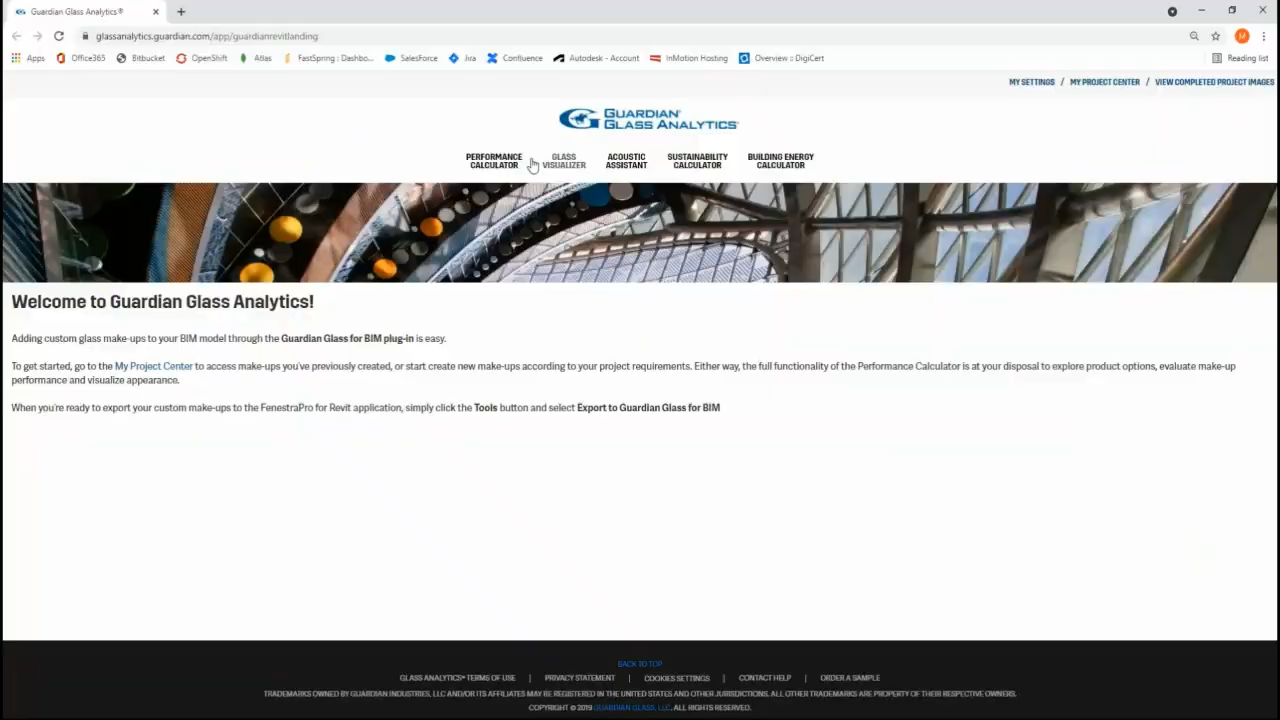 Guardian Glass Analytics®
glassanalytics.guardian.com/app/guardianrevitlanding
M
Apps Office365 Bitbucket OpenShift Atlas FastSpring : Dashbo... SalesForce Jira Confluence Autodesk - Account InMotion Hosting Overview :: DigiCert Reading list
MY SETTINGS / MY PROJECT CENTER / VIEW COMPLETED PROJECT IMAGES
GUARDIAN®
GLASS ANALYTICS™
PERFORMANCE CALCULATOR
GLASS VISUALIZER
ACOUSTIC ASSISTANT
SUSTAINABILITY CALCULATOR
BUILDING ENERGY CALCULATOR
Welcome to Guardian Glass Analytics!
Adding custom glass make-ups to your BIM model through the Guardian Glass for BIM plug-in is easy.
To get started, go to the My Project Center to access make-ups you've previously created, or start create new make-ups according to your project requirements. Either way, the full functionality of the Performance Calculator is at your disposal to explore product options, evaluate make-up
performance and visualize appearance.
When you're ready to export your custom make-ups to the FenestraPro for Revit application, simply click the Tools button and select Export to Guardian Glass for BIM
BACK TO TOP
GLASS ANALYTICS™ TERMS OF USE | PRIVACY STATEMENT | COOKIES SETTINGS | CONTACT HELP | ORDER A SAMPLE
TRADEMARKS OWNED BY GUARDIAN INDUSTRIES, LLC AND/OR ITS AFFILIATES MAY BE REGISTERED IN THE UNITED STATES AND OTHER JURISDICTIONS. ALL OTHER TRADEMARKS ARE PROPERTY OF THEIR RESPECTIVE OWNERS.
COPYRIGHT © 2019 GUARDIAN GLASS, LLC. ALL RIGHTS RESERVED.